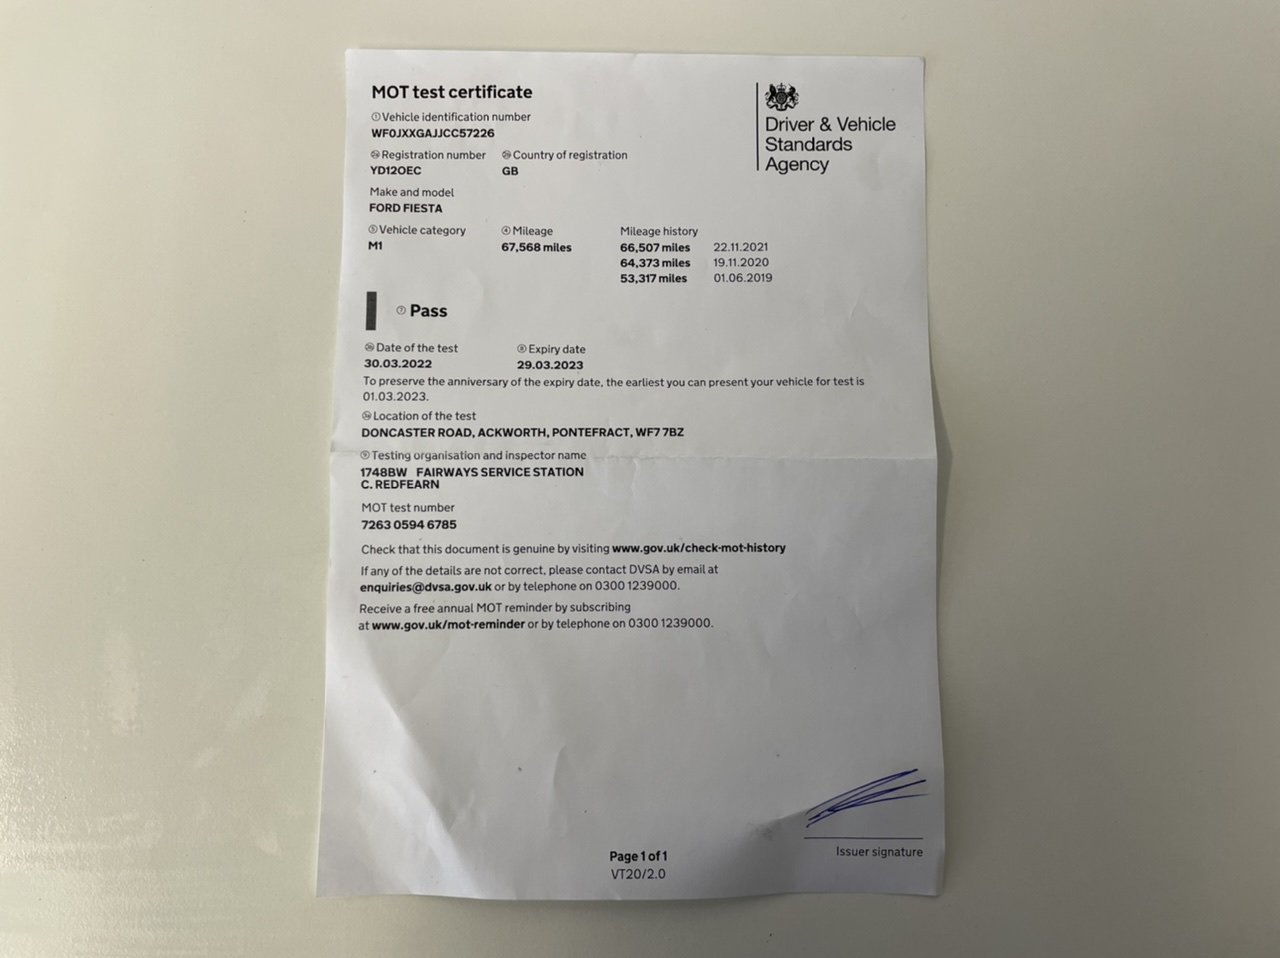 MOT test certificate
① Vehicle identification number
WF0JXXGAJJCC57226
Registration number Country of registration
YD12OEC GB
Make and model
FORD FIESTA
⑤ Vehicle category ④ Mileage Mileage history
M1 67,568 miles 66,507 miles 22.11.2021
64,373 miles 19.11.2020
53,317 miles 01.06.2019
Driver & Vehicle
Standards
Agency
⑦ Pass
Date of the test ⑧ Expiry date
30.03.2022 29.03.2023
To preserve the anniversary of the expiry date, the earliest you can present your vehicle for test is
01.03.2023.
Location of the test
DONCASTER ROAD, ACKWORTH, PONTEFRACT, WF7 7BZ
⑨ Testing organisation and inspector name
1748BW FAIRWAYS SERVICE STATION
C. REDFEARN
MOT test number
7263 0594 6785
Check that this document is genuine by visiting www.gov.uk/check-mot-history
If any of the details are not correct, please contact DVSA by email at
enquiries@dvsa.gov.uk or by telephone on 0300 1239000.
Receive a free annual MOT reminder by subscribing
at www.gov.uk/mot-reminder or by telephone on 0300 1239000.
Issuer signature
Page 1 of 1
VT20/2.0